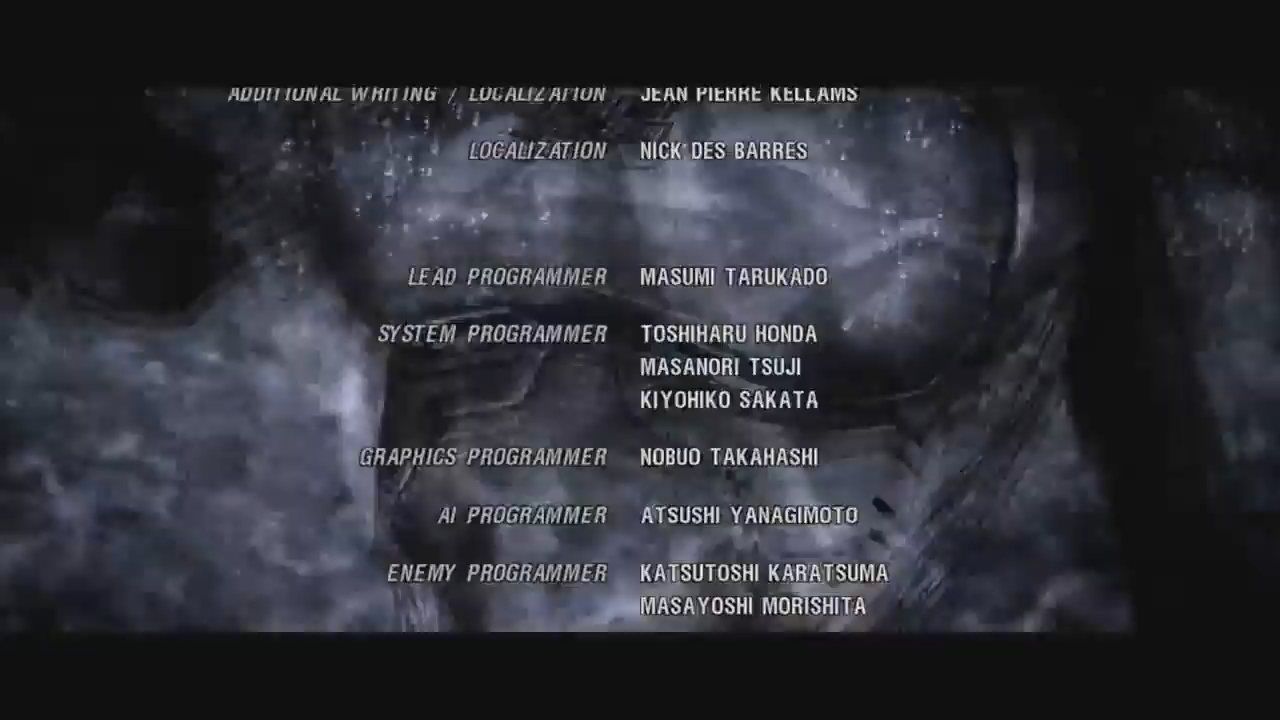 ADDITIONAL WRITING / LOCALIZATION JEAN PIERRE KELLAMS
LOCALIZATION NICK DES BARRES
LEAD PROGRAMMER MASUMI TARUKADO
SYSTEM PROGRAMMER TOSHIHARU HONDA
MASANORI TSUJI
KIYOHIKO SAKATA
GRAPHICS PROGRAMMER NOBUO TAKAHASHI
AI PROGRAMMER ATSUSHI YANAGIMOTO
ENEMY PROGRAMMER KATSUTOSHI KARATSUMA
MASAYOSHI MORISHITA